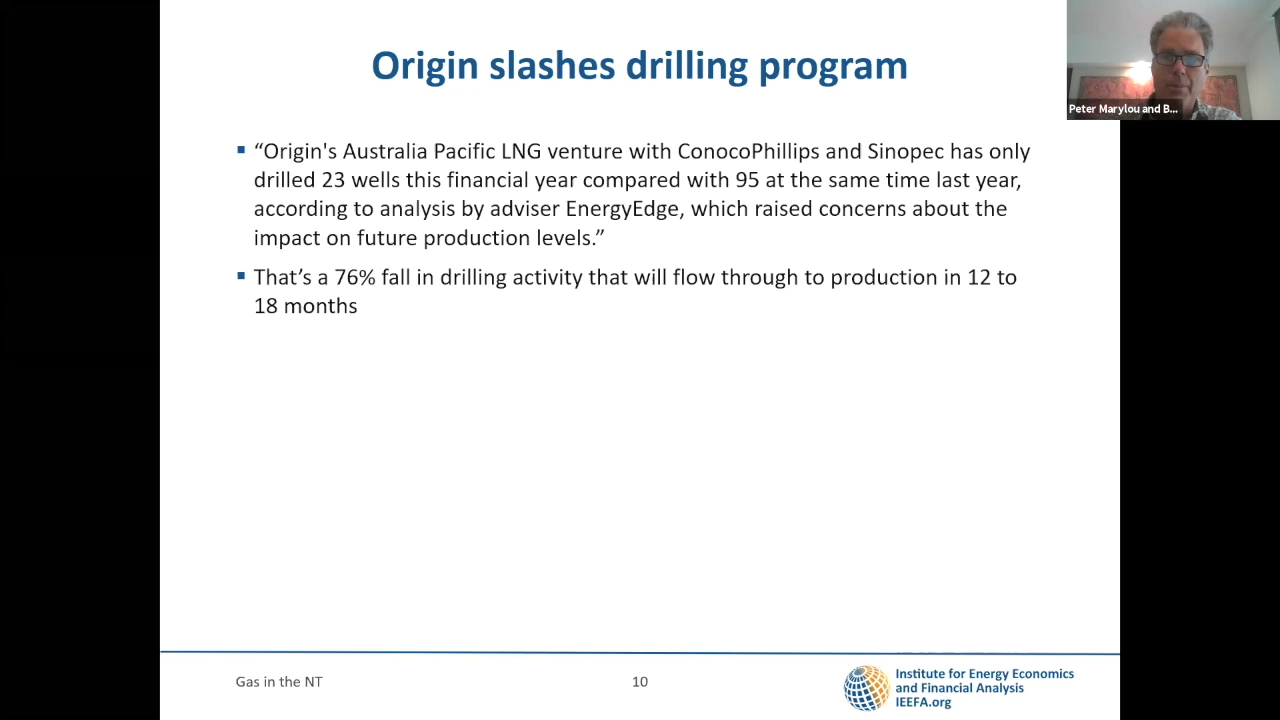 Origin slashes drilling program
Peter Marylou and B...
▪ “Origin's Australia Pacific LNG venture with ConocoPhillips and Sinopec has only
drilled 23 wells this financial year compared with 95 at the same time last year,
according to analysis by adviser EnergyEdge, which raised concerns about the
impact on future production levels.”
▪ That’s a 76% fall in drilling activity that will flow through to production in 12 to
18 months
Gas in the NT
10
Institute for Energy Economics
and Financial Analysis
IEEFA.org